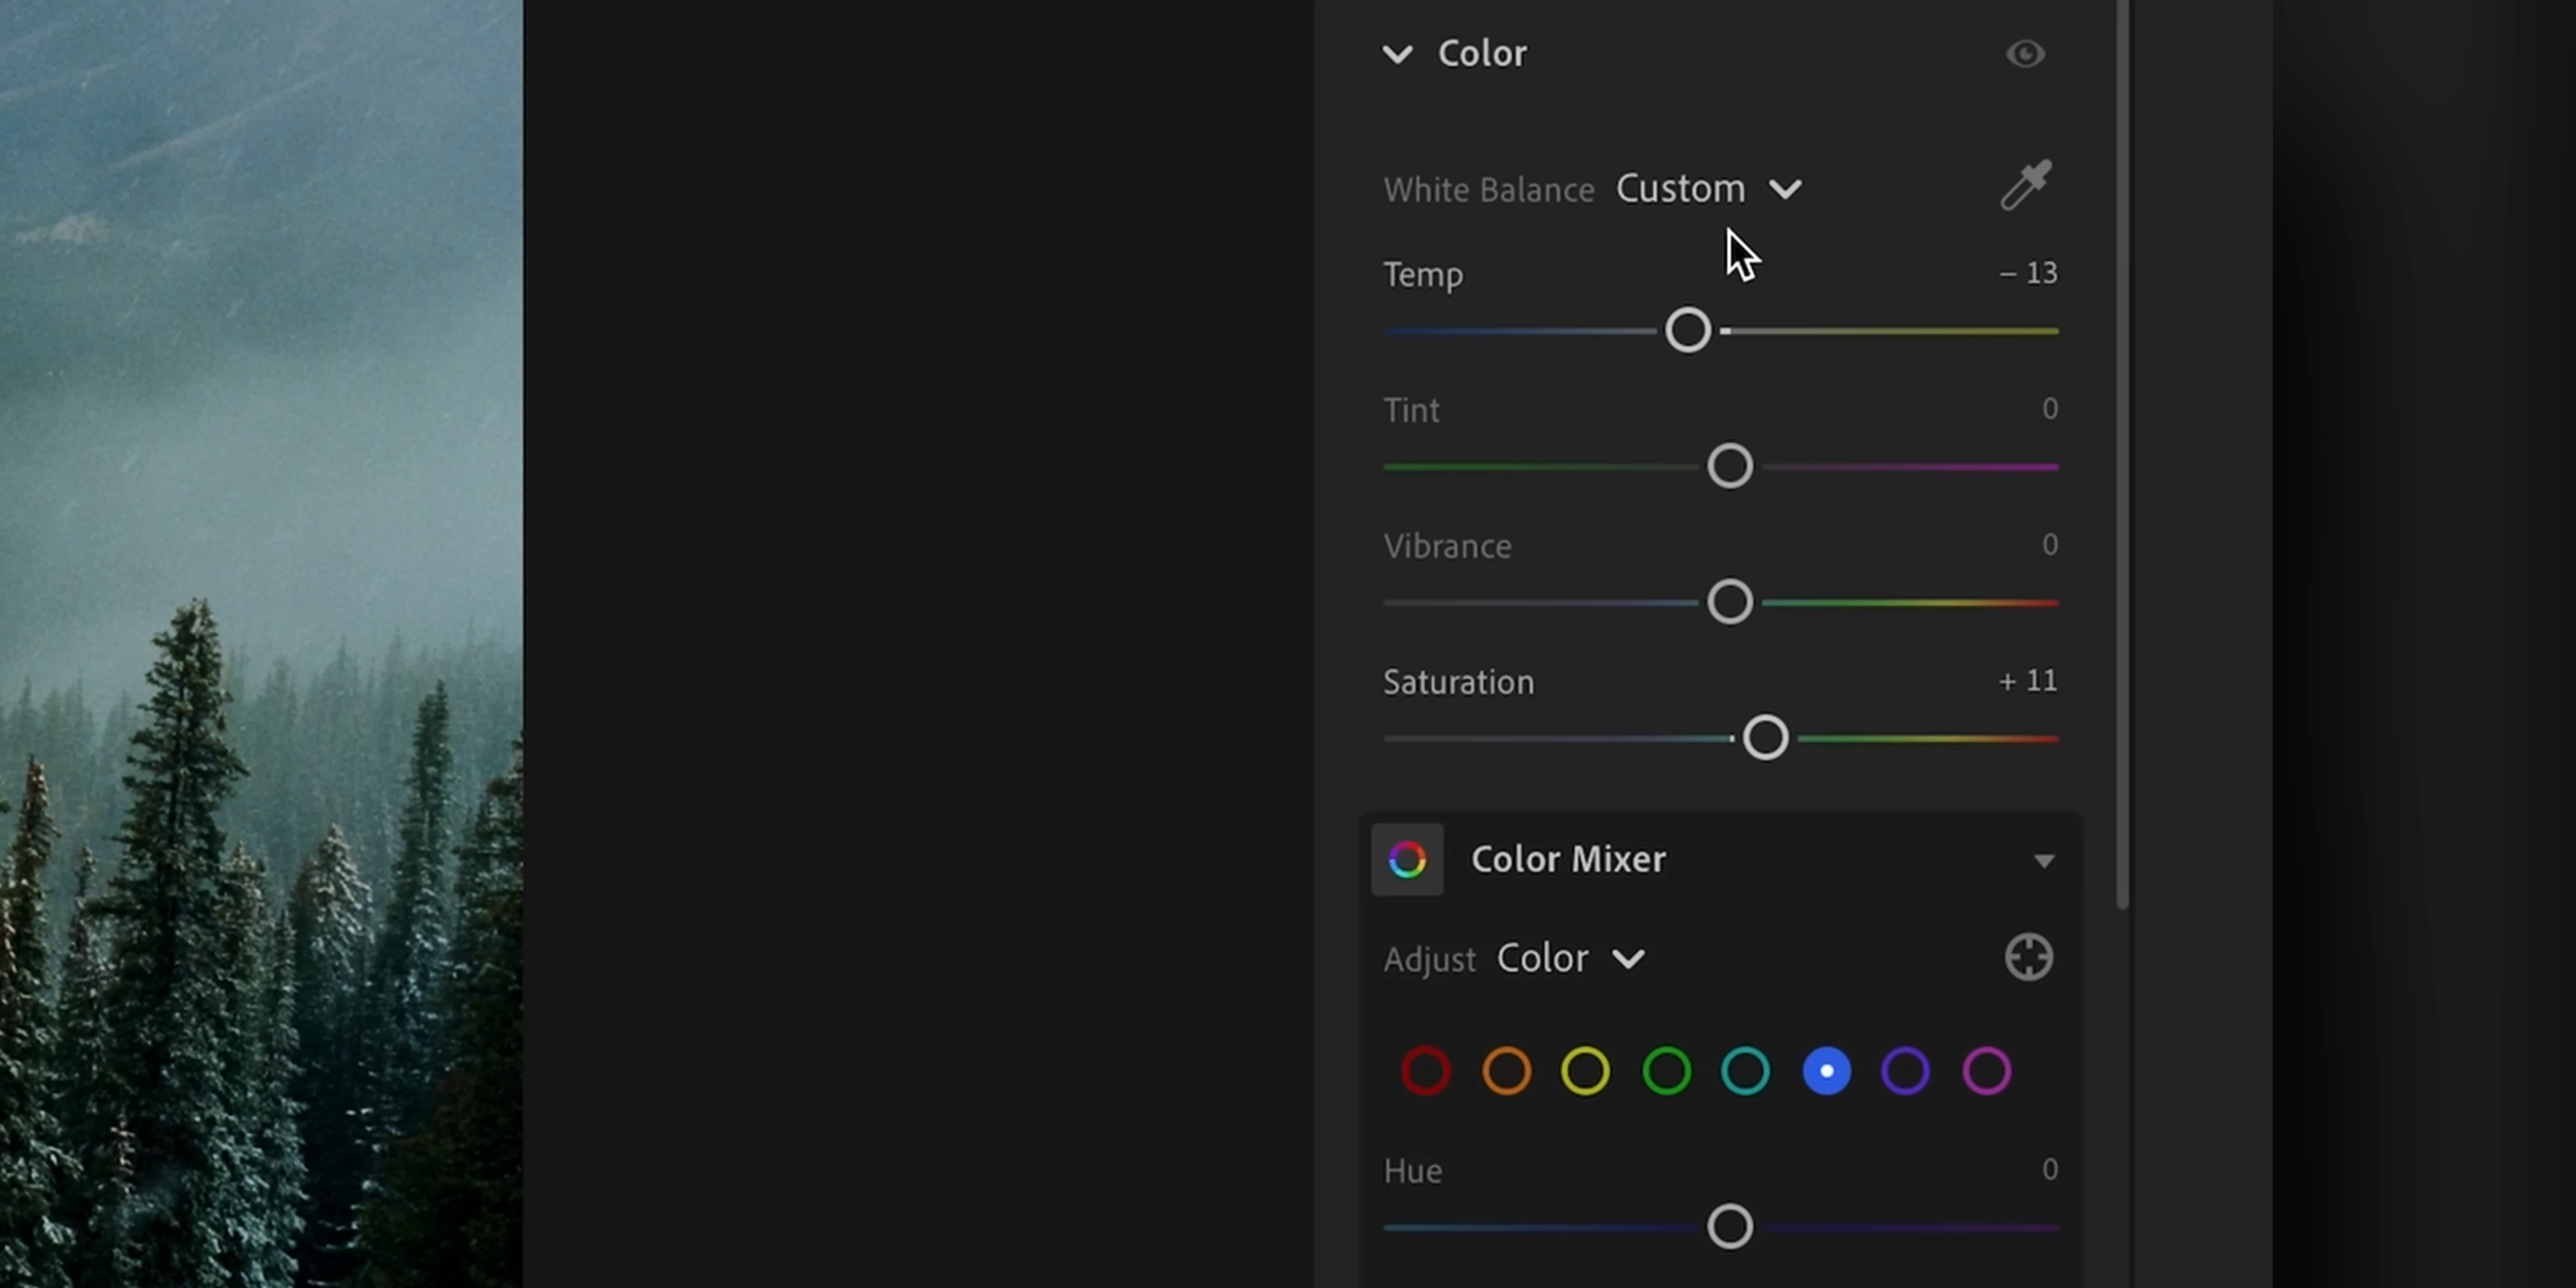 Color
White Balance Custom
Temp – 13
Tint 0
Vibrance 0
Saturation + 11
Color Mixer
Adjust Color
Hue 0